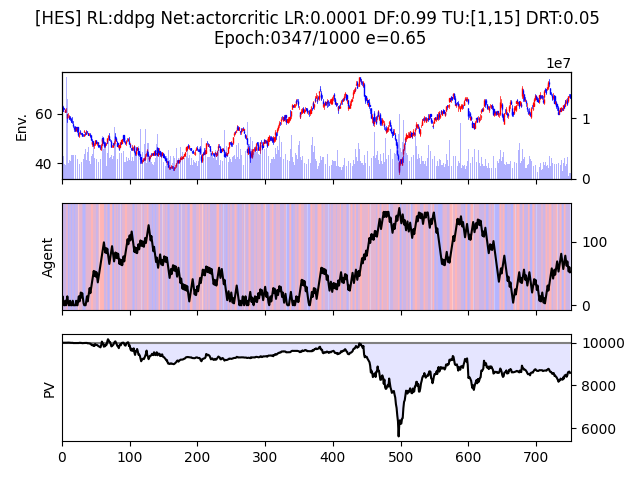 [HES] RL:ddpg Net:actorcritic LR:0.0001 DF:0.99 TU:[1,15] DRT:0.05
Epoch:0347/1000 e=0.65
1e7
Env.
60
40
1
0
Agent
100
0
PV
10000
8000
6000
0 100 200 300 400 500 600 700